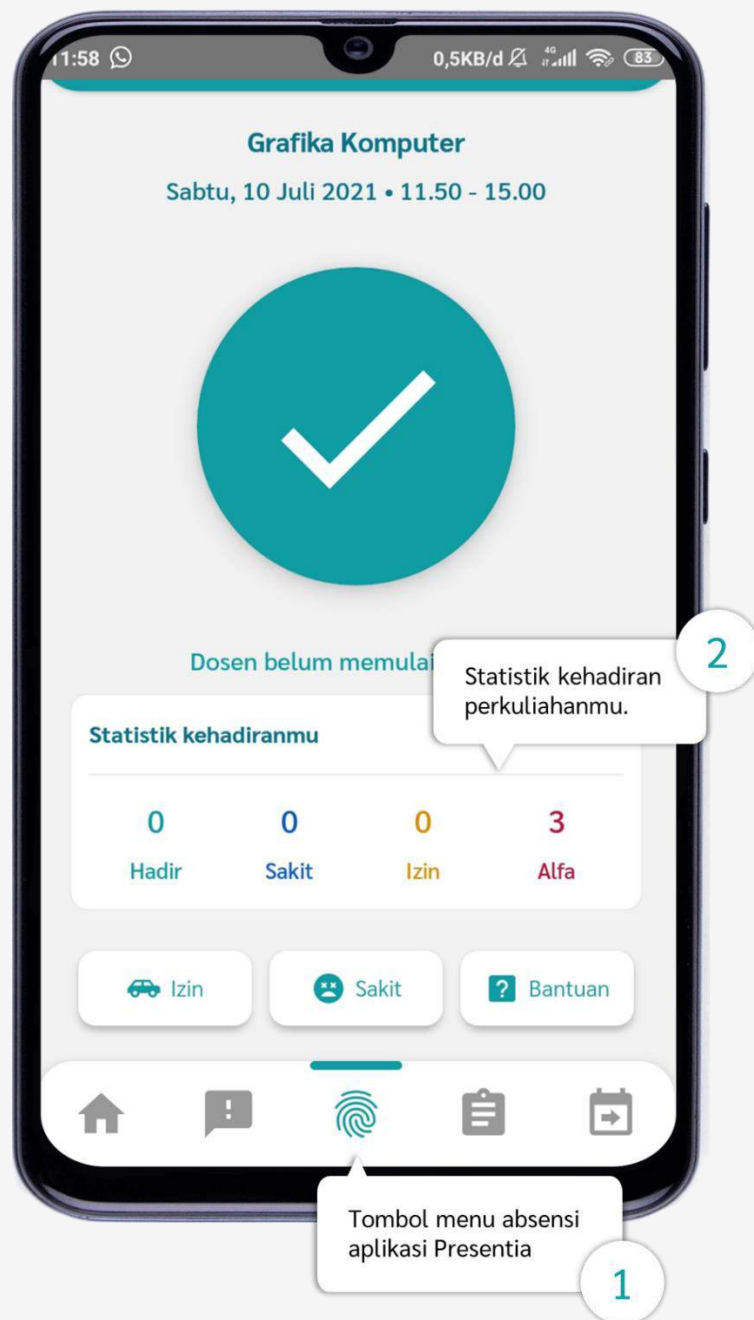 11:58
0,5KB/d 4G 83
Grafika Komputer
Sabtu, 10 Juli 2021 • 11.50 - 15.00
Dosen belum memulai
2
Statistik kehadiran
perkuliahanmu.
Statistik kehadiranmu
0 0 0 3
Hadir Sakit Izin Alfa
Izin Sakit ? Bantuan
Tombol menu absensi
aplikasi Presentia
1